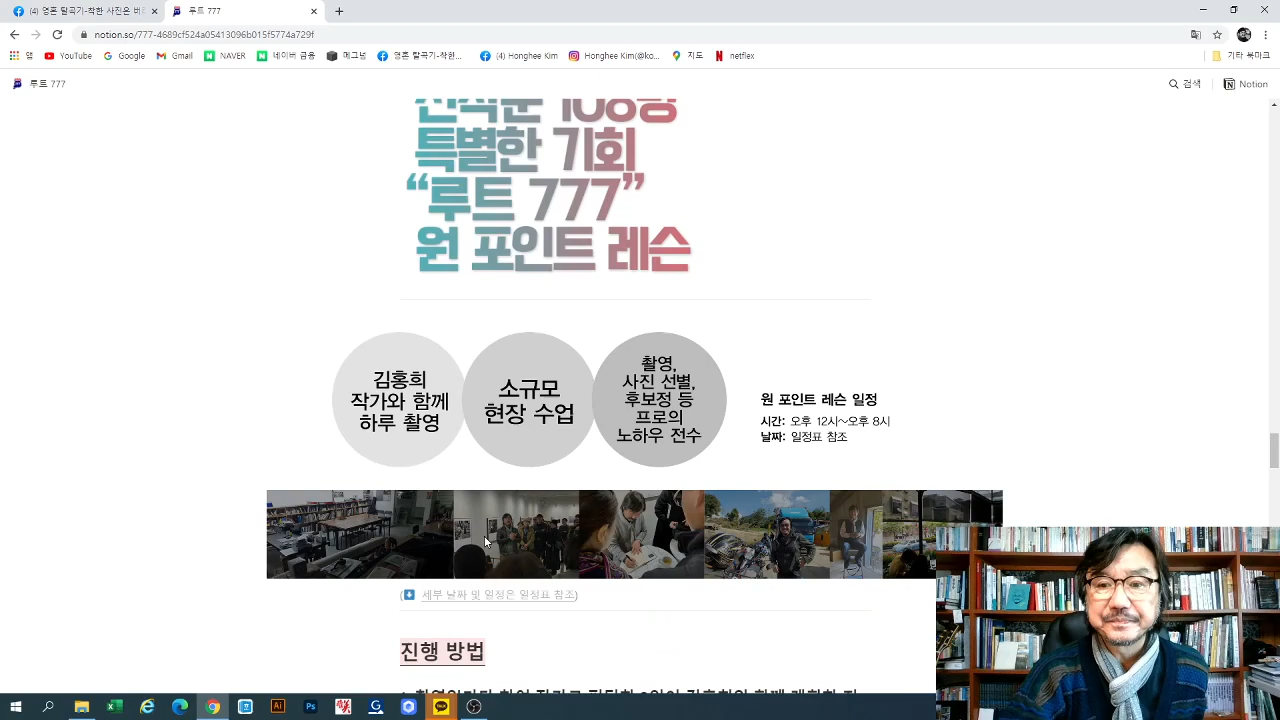 (4) 영혼 탈곡기-착한 사진은 버
루트 777
notion.so/777-4689cf524a05413096b015f5774a729f
앱
YouTube
Google
Gmail
NAVER
네이버 금융
메그넘
영혼 탈곡기-착한...
(4) Honghee Kim
Honghee Kim(@ko...
지도
netflix
기타 북마크
루트 777
검색
Notion
특별한 기회
“루트 777”
원 포인트 레슨
김홍희
작가와 함께
하루 촬영
소규모
현장 수업
촬영,
사진 선별,
후보정 등
프로의
노하우 전수
원 포인트 레슨 일정
시간: 오후 12시~오후 8시
날짜: 일정표 참조
(⬇ 세부 날짜 및 일정은 일정표 참조)
진행 방법